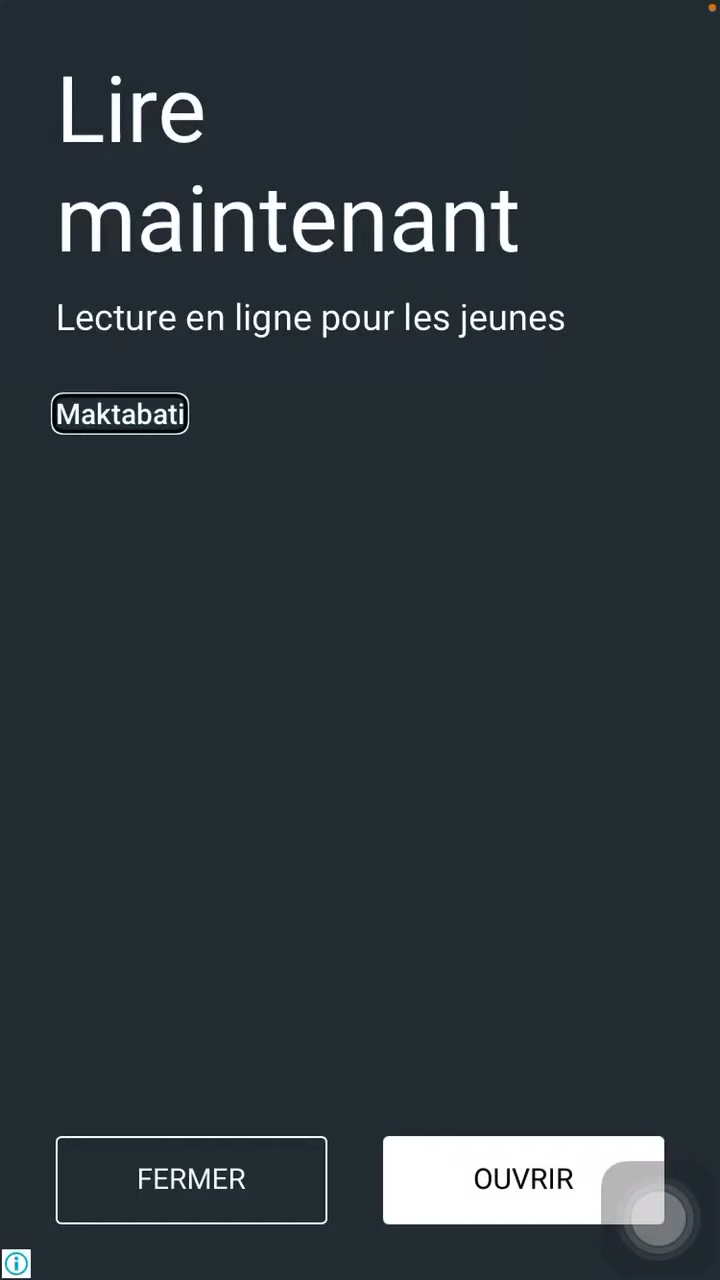 Lire
maintenant
Lecture en ligne pour les jeunes
Maktabati
FERMER
OUVRIR